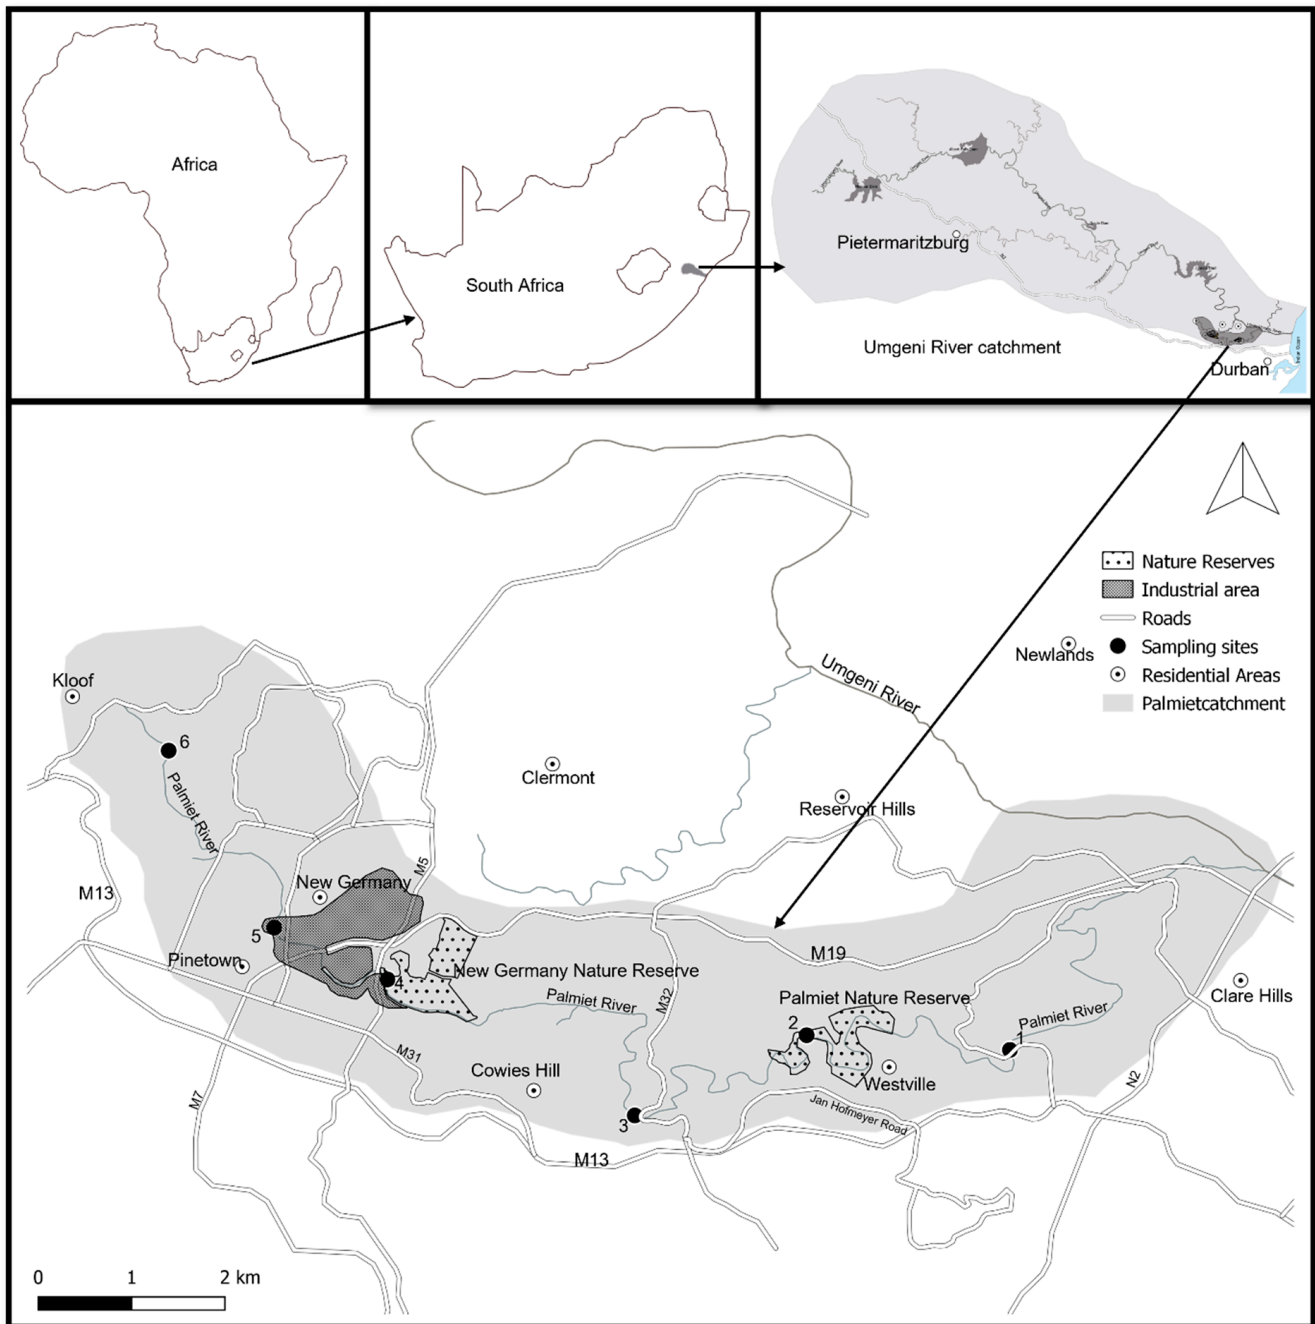 Africa
South Africa
Pietermaritzburg
Umgeni River catchment
Durban
Nature Reserves
Industrial area
Roads
Sampling sites
Residential Areas
Palmietcatchment
Newlands
Umgeni River
Kloof
6
Palmiet River
Clermont
Reservoir Hills
M5
M13
New Germany
5
Pinetown
4
New Germany Nature Reserve
M19
Palmiet River
M32
Palmiet Nature Reserve
Clare Hills
2
Palmiet River
1
M31
Cowies Hill
Westville
N2
M7
3
Jan Hofmeyer Road
M13
0 1 2 km